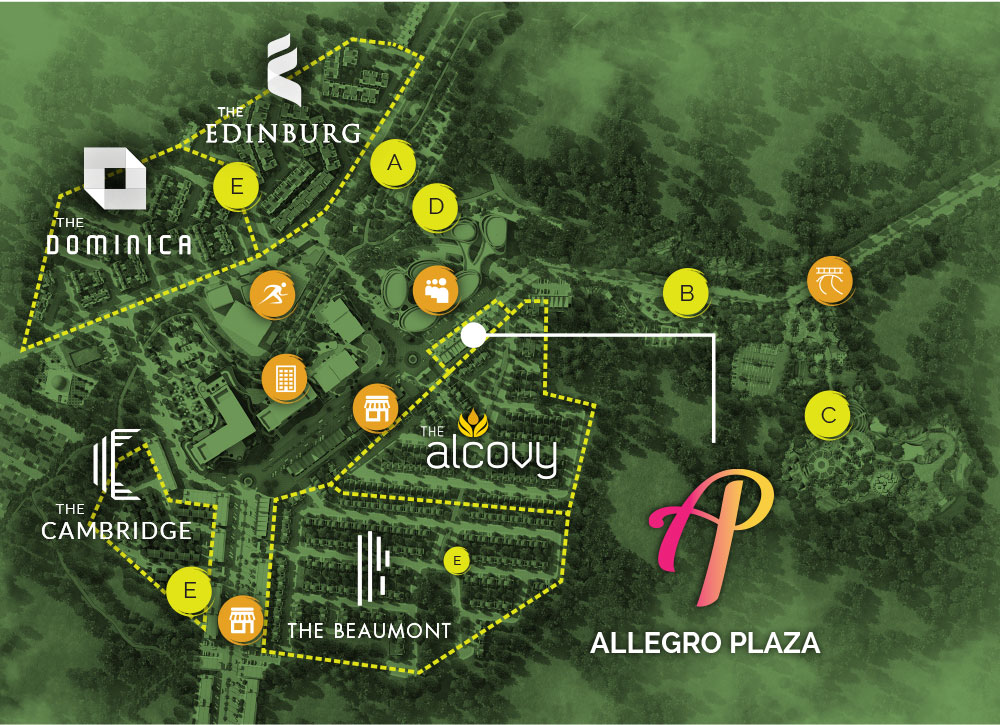 THE
EDINBURG
A
E
D
THE
DOMINICA
B
C
THE
alcovy
THE
CAMBRIDGE
AP
E
E
THE BEAUMONT
ALLEGRO PLAZA